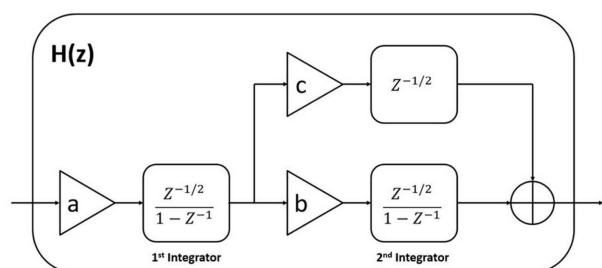 H(z)
c
Z^{-1/2}
a
Z^{-1/2}
1 − Z^{-1}
b
Z^{-1/2}
1 − Z^{-1}
1st Integrator
2nd Integrator